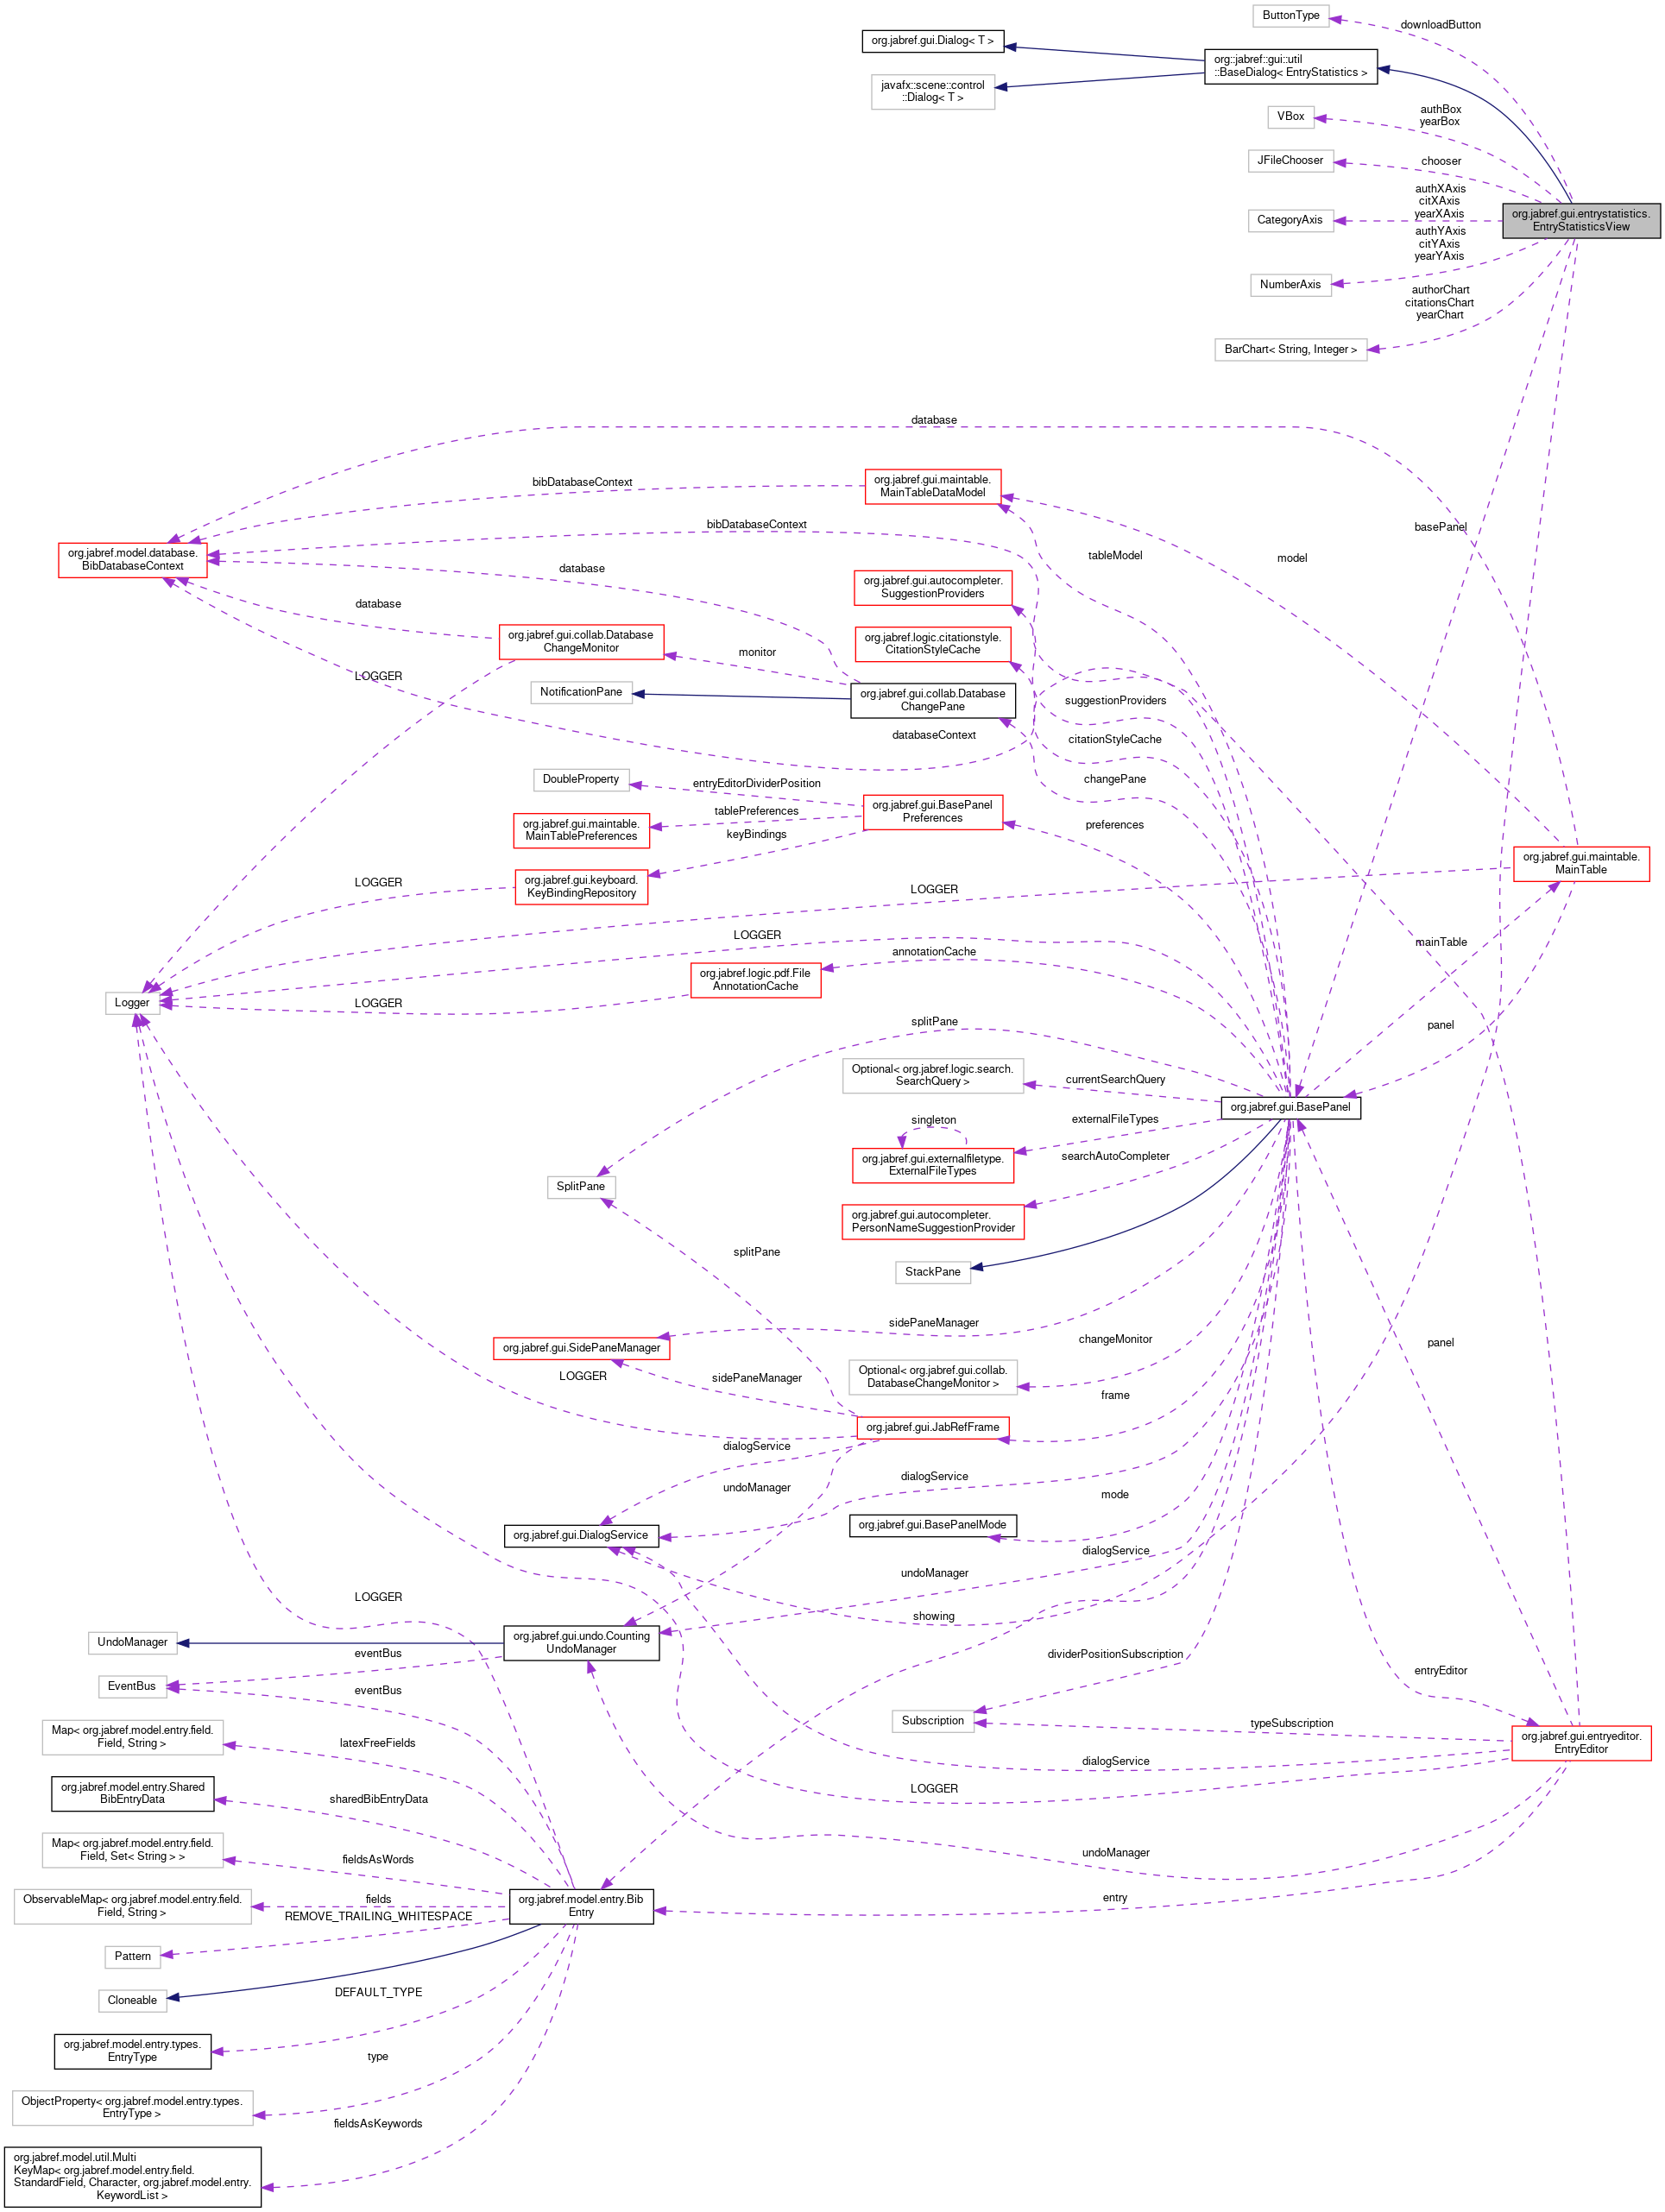 ButtonType
downloadButton
org.jabref.gui.Dialog< T >
org::jabref::gui::util
::BaseDialog< EntryStatistics >
javafx::scene::control
::Dialog< T >
VBox
authBox
yearBox
JFileChooser
chooser
authXAxis
citXAxis
yearXAxis
CategoryAxis
org.jabref.gui.entrystatistics.
EntryStatisticsView
authYAxis
citYAxis
yearYAxis
NumberAxis
authorChart
citationsChart
yearChart
BarChart< String, Integer >
database
org.jabref.gui.maintable.
MainTableDataModel
bibDatabaseContext
bibDatabaseContext
basePanel
org.jabref.model.database.
BibDatabaseContext
tableModel
model
database
org.jabref.gui.autocompleter.
SuggestionProviders
database
org.jabref.gui.collab.Database
ChangeMonitor
org.jabref.logic.citationstyle.
CitationStyleCache
monitor
LOGGER
NotificationPane
org.jabref.gui.collab.Database
ChangePane
suggestionProviders
databaseContext
citationStyleCache
DoubleProperty
entryEditorDividerPosition
changePane
org.jabref.gui.BasePanel
Preferences
tablePreferences
org.jabref.gui.maintable.
MainTablePreferences
keyBindings
preferences
org.jabref.gui.maintable.
MainTable
LOGGER
org.jabref.gui.keyboard.
KeyBindingRepository
LOGGER
LOGGER
annotationCache
mainTable
org.jabref.logic.pdf.File
AnnotationCache
Logger
LOGGER
splitPane
panel
Optional< org.jabref.logic.search.
SearchQuery >
currentSearchQuery
org.jabref.gui.BasePanel
singleton
externalFileTypes
org.jabref.gui.externalfiletype.
ExternalFileTypes
searchAutoCompleter
SplitPane
org.jabref.gui.autocompleter.
PersonNameSuggestionProvider
splitPane
StackPane
sidePaneManager
org.jabref.gui.SidePaneManager
changeMonitor
panel
LOGGER
sidePaneManager
Optional< org.jabref.gui.collab.
DatabaseChangeMonitor >
frame
org.jabref.gui.JabRefFrame
dialogService
undoManager
dialogService
mode
org.jabref.gui.DialogService
org.jabref.gui.BasePanelMode
dialogService
undoManager
LOGGER
showing
UndoManager
org.jabref.gui.undo.Counting
UndoManager
eventBus
dividerPositionSubscription
entryEditor
EventBus
eventBus
Subscription
typeSubscription
Map< org.jabref.model.entry.field.
Field, String >
latexFreeFields
org.jabref.gui.entryeditor.
EntryEditor
dialogService
LOGGER
org.jabref.model.entry.Shared
BibEntryData
sharedBibEntryData
Map< org.jabref.model.entry.field.
Field, Set< String > >
fieldsAsWords
undoManager
ObservableMap< org.jabref.model.entry.field.
Field, String >
fields
org.jabref.model.entry.Bib
Entry
entry
REMOVE_TRAILING_WHITESPACE
Pattern
Cloneable
DEFAULT_TYPE
org.jabref.model.entry.types.
EntryType
type
ObjectProperty< org.jabref.model.entry.types.
EntryType >
fieldsAsKeywords
org.jabref.model.util.Multi
KeyMap< org.jabref.model.entry.field.
StandardField, Character, org.jabref.model.entry.
KeywordList >